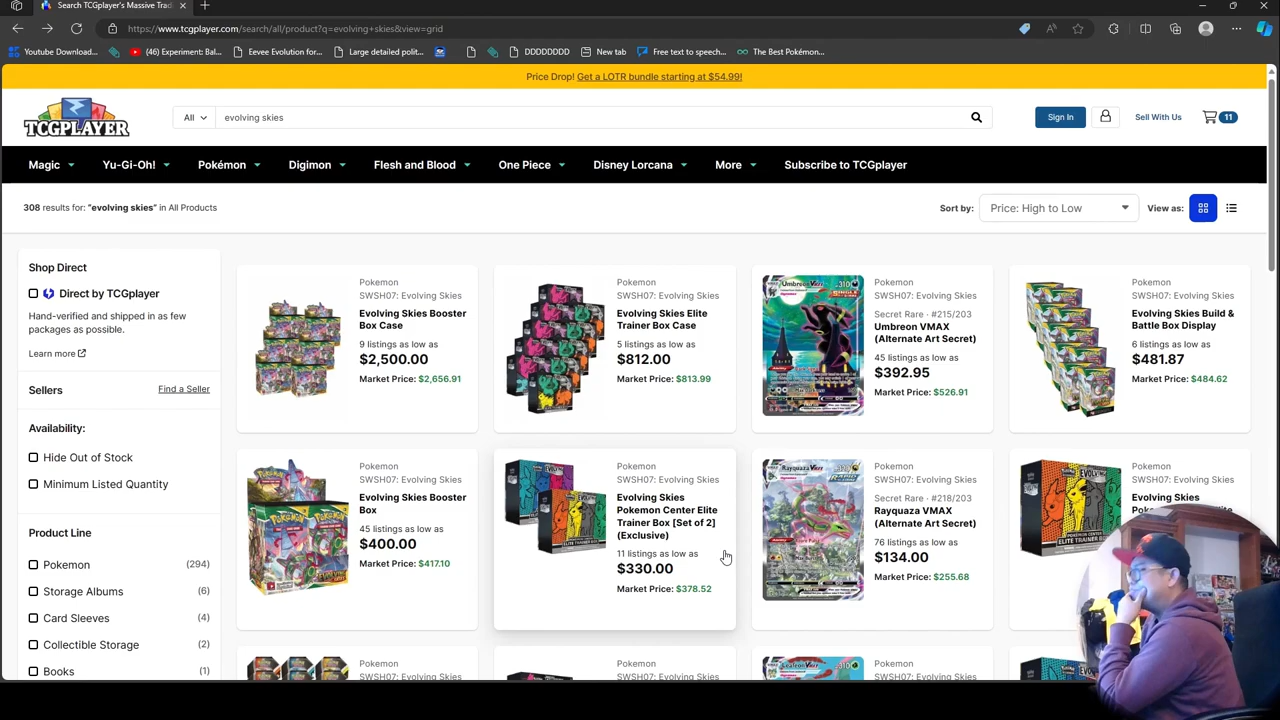 Search TCGplayer's Massive Trad
https://www.tcgplayer.com/search/all/product?q=evolving+skies&view=grid
Youtube Download...
(46) Experiment: Bal...
Eevee Evolution for...
Large detailed polit...
DDDDDDD
New tab
Free text to speech...
The Best Pokémon...
Price Drop! Get a LOTR bundle starting at $54.99!
TCGPLAYER
All
evolving skies
Sign In
Sell With Us
11
Magic
Yu-Gi-Oh!
Pokémon
Digimon
Flesh and Blood
One Piece
Disney Lorcana
More
Subscribe to TCGplayer
308 results for: "evolving skies" in All Products
Sort by:
Price: High to Low
View as:
Shop Direct
Direct by TCGplayer
Hand-verified and shipped in as few
packages as possible.
Learn more
Sellers
Find a Seller
Availability:
Hide Out of Stock
Minimum Listed Quantity
Product Line
Pokemon (294)
Storage Albums (6)
Card Sleeves (4)
Collectible Storage (2)
Books (1)
Pokemon
SWSH07: Evolving Skies
Evolving Skies Booster
Box Case
9 listings as low as
$2,500.00
Market Price: $2,656.91
Pokemon
SWSH07: Evolving Skies
Evolving Skies Elite
Trainer Box Case
5 listings as low as
$812.00
Market Price: $813.99
Umbreon VMAX
310
Pokemon
SWSH07: Evolving Skies
Secret Rare · #215/203
Umbreon VMAX
(Alternate Art Secret)
45 listings as low as
$392.95
Market Price: $526.91
Pokemon
SWSH07: Evolving Skies
Evolving Skies Build &
Battle Box Display
6 listings as low as
$481.87
Market Price: $484.62
Pokemon
SWSH07: Evolving Skies
Evolving Skies Booster
Box
45 listings as low as
$400.00
Market Price: $417.10
Pokemon
SWSH07: Evolving Skies
Evolving Skies
Pokemon Center Elite
Trainer Box [Set of 2]
(Exclusive)
11 listings as low as
$330.00
Market Price: $378.52
Rayquaza VMAX
Pokemon
SWSH07: Evolving Skies
Secret Rare · #218/203
Rayquaza VMAX
(Alternate Art Secret)
76 listings as low as
$134.00
Market Price: $255.68
Pokemon
SWSH07: Evolving Skies
Evolving Skies
Pokemon
SWSH07: Evolving Skies
Pokemon
SWSH07: Evolving Skies
Pokemon
SWSH07: Evolving Skies
Pokemon
SWSH07: Evolving Skies